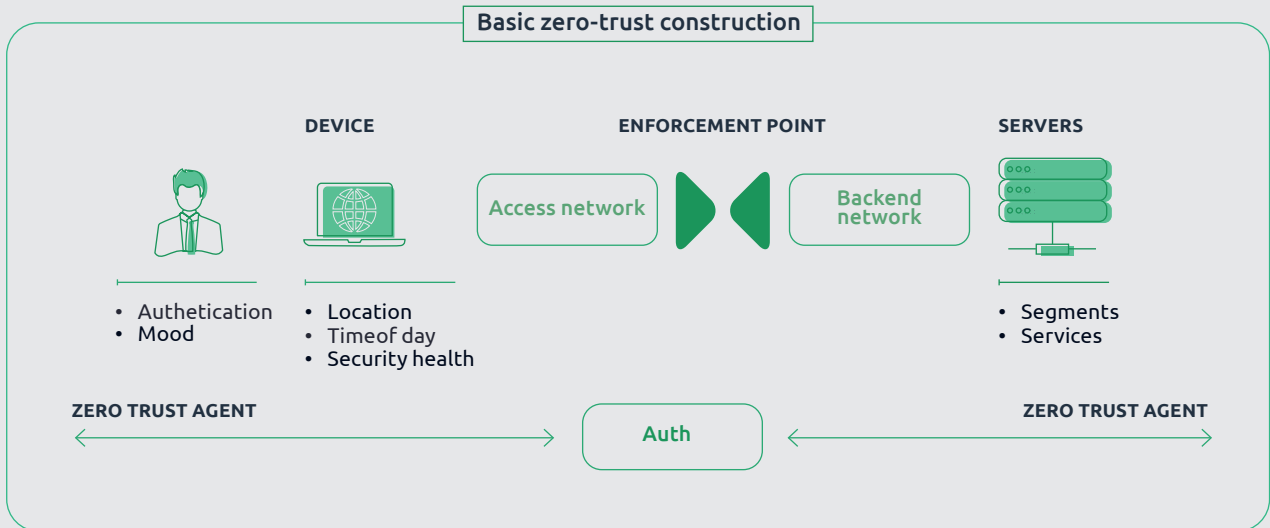 Basic zero-trust construction
DEVICE
ENFORCEMENT POINT
SERVERS
Access network
Backend
network
• Authetication
• Mood
• Location
• Timeof day
• Security health
• Segments
• Services
ZERO TRUST AGENT
Auth
ZERO TRUST AGENT